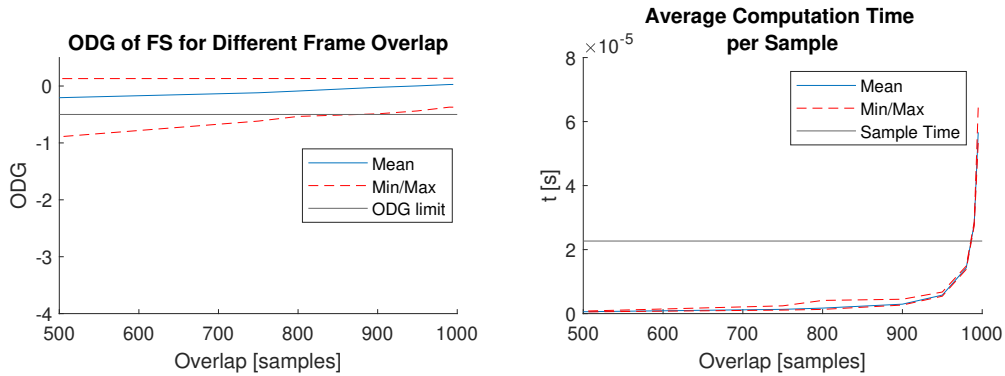 ODG of FS for Different Frame Overlap
0
-1
-2
-3
-4
ODG
Mean
Min/Max
ODG limit
500 600 700 800 900 1000
Overlap [samples]
Average Computation Time
per Sample
×10⁻⁵
8
6
4
2
0
t [s]
Mean
Min/Max
Sample Time
500 600 700 800 900 1000
Overlap [samples]